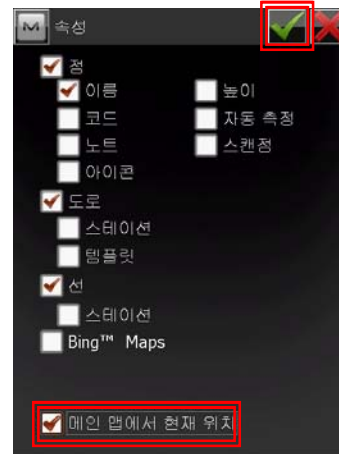 속성
점
이름 높이
코드 자동 측정
노트 스캔정
아이콘
도로
스테이션
템플릿
선
스테이션
Bing™ Maps
메인 맵에서 현재 위치